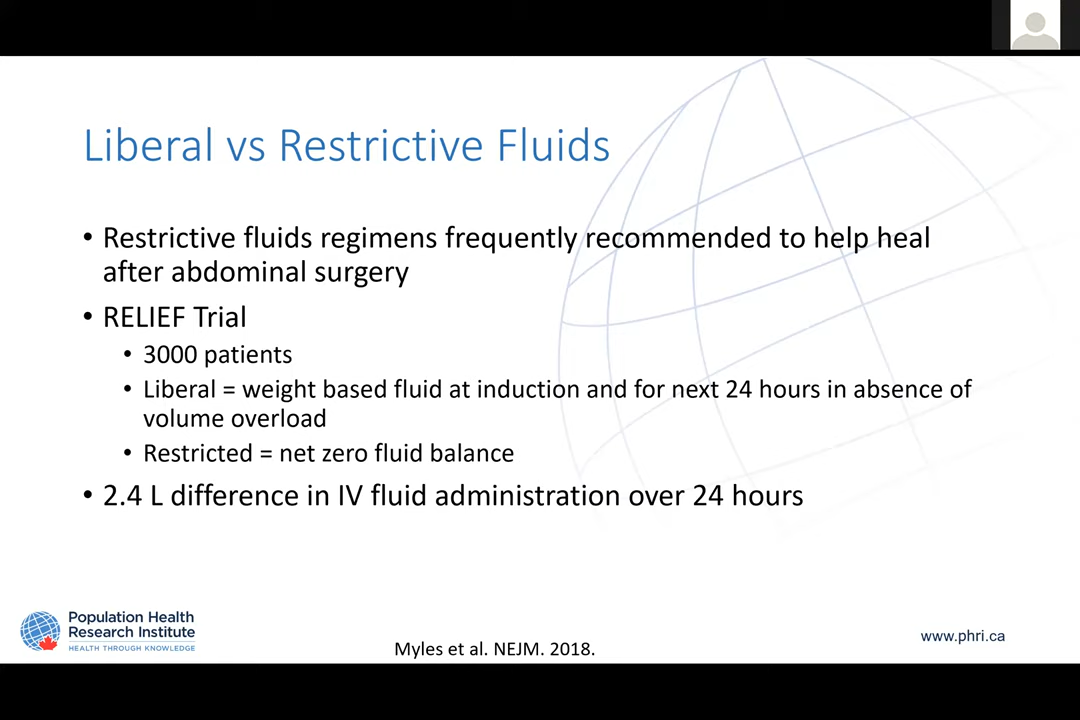 Liberal vs Restrictive Fluids
• Restrictive fluids regimens frequently recommended to help heal
after abdominal surgery
• RELIEF Trial
• 3000 patients
• Liberal = weight based fluid at induction and for next 24 hours in absence of
volume overload
• Restricted = net zero fluid balance
• 2.4 L difference in IV fluid administration over 24 hours
Population Health
Research Institute
HEALTH THROUGH KNOWLEDGE
Myles et al. NEJM. 2018.
www.phri.ca